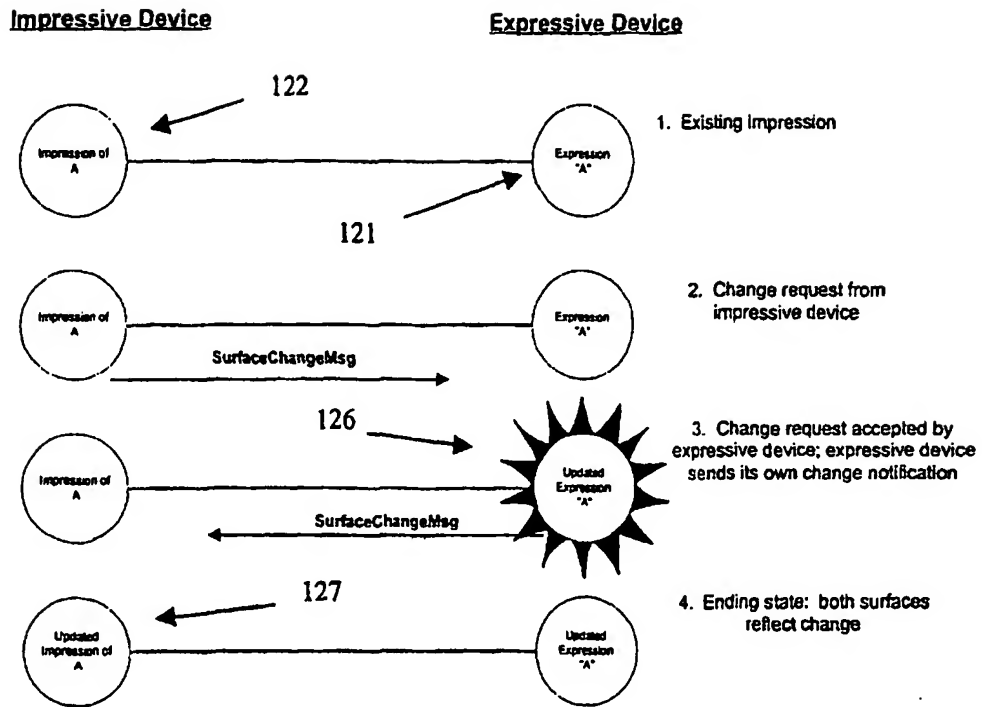 Impressive Device
Expressive Device
122
Impression of
A
Expression
"A"
1. Existing Impression
121
Impression of
A
Expression
"A"
2. Change request from
impressive device
SurfaceChangeMsg
126
Impression of
A
Updated
Expression
"A"
3. Change request accepted by
expressive device; expressive device
sends its own change notification
SurfaceChangeMsg
127
Updated
Impression of
A
Updated
Expression
"A"
4. Ending state: both surfaces
reflect change